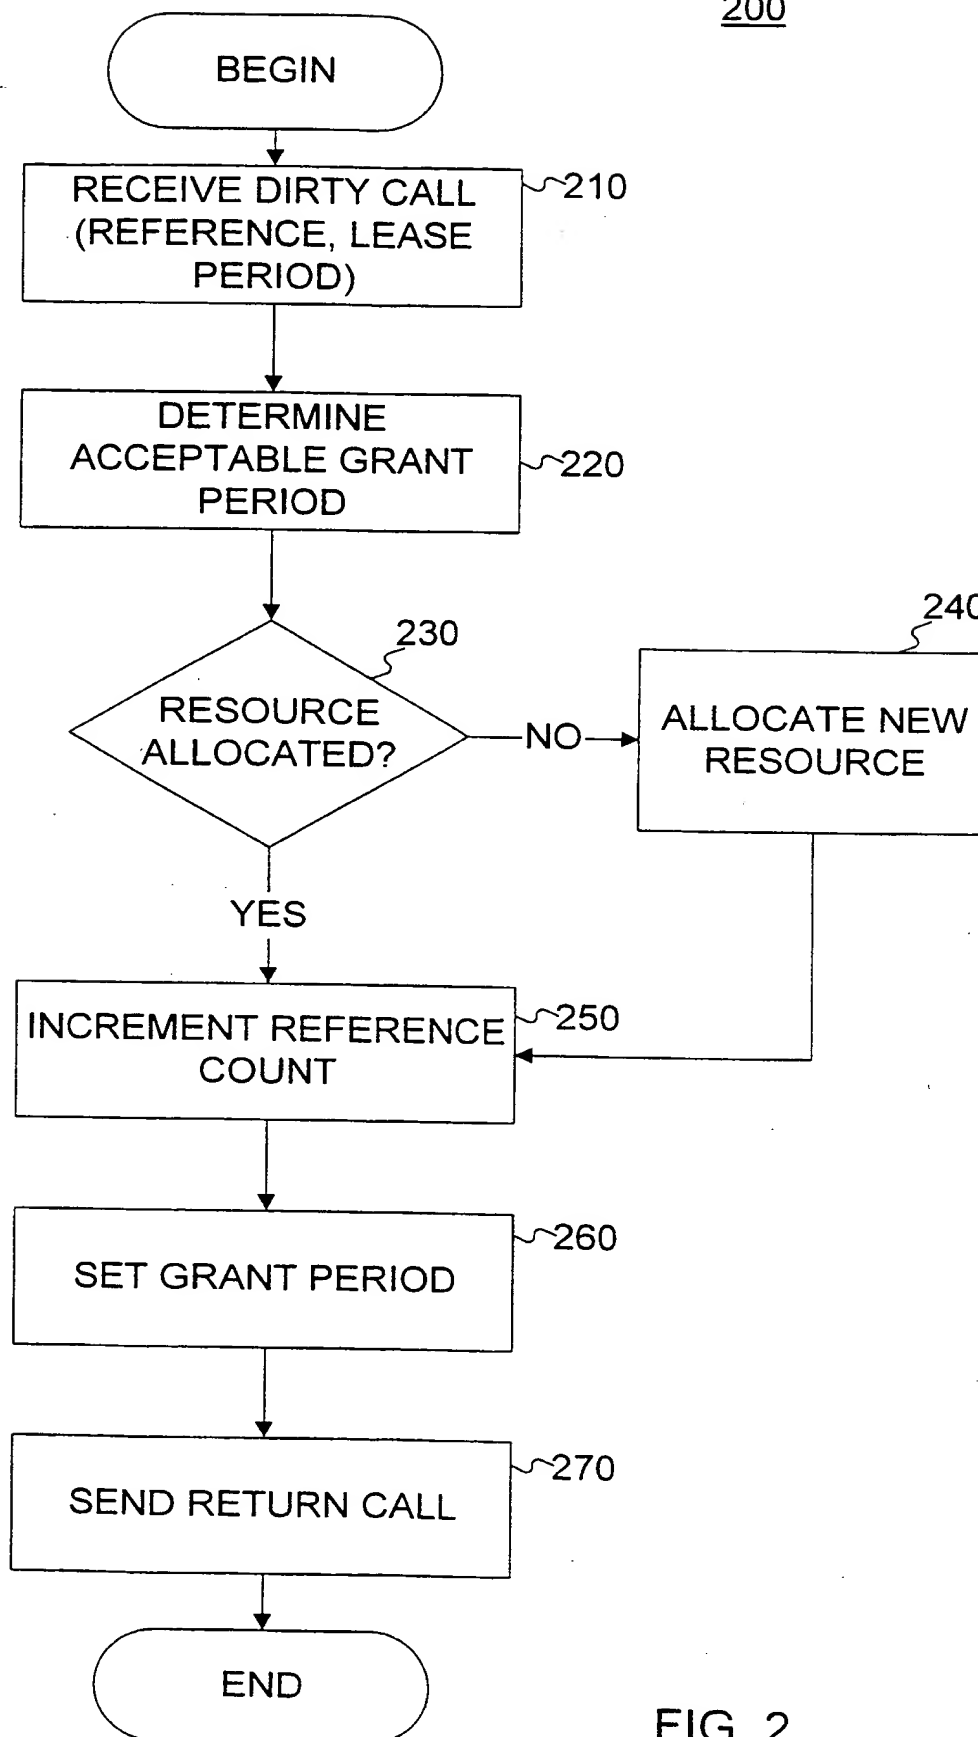 200
BEGIN
RECEIVE DIRTY CALL
(REFERENCE, LEASE
PERIOD)
210
DETERMINE
ACCEPTABLE GRANT
PERIOD
220
230
RESOURCE
ALLOCATED?
NO
240
ALLOCATE NEW
RESOURCE
YES
INCREMENT REFERENCE
COUNT
250
SET GRANT PERIOD
260
SEND RETURN CALL
270
END
FIG. 2